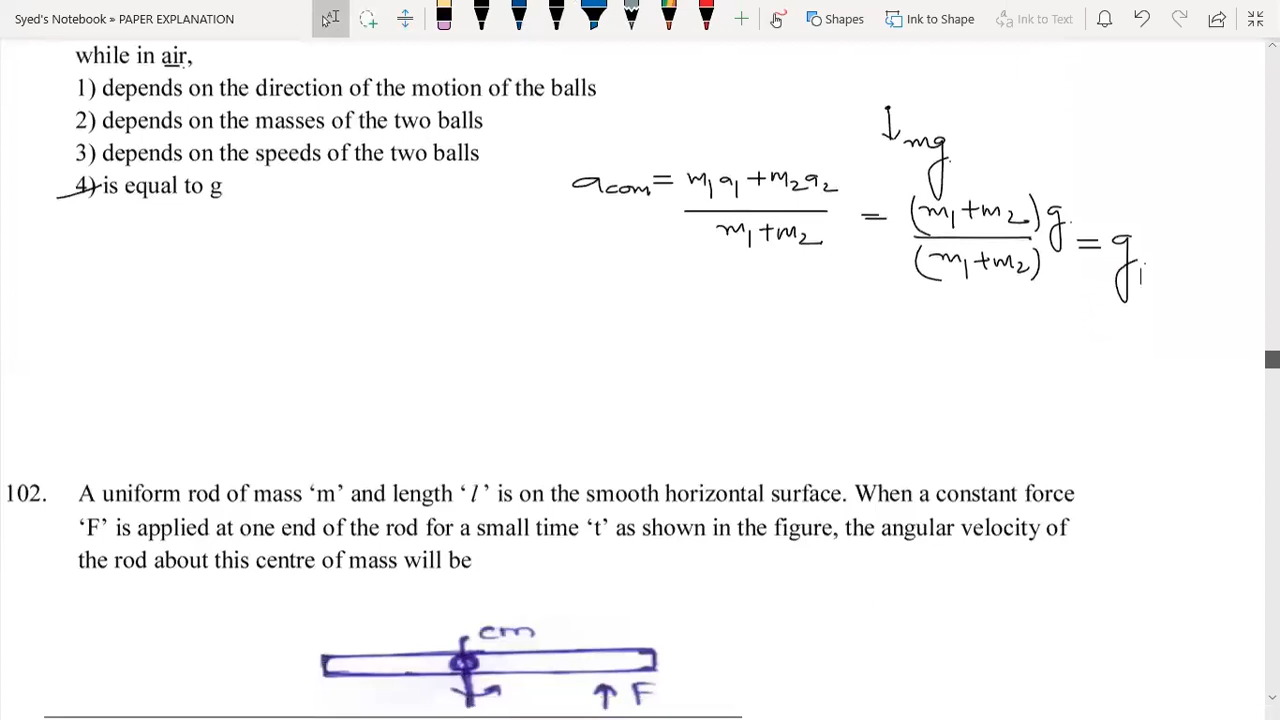 Syed's Notebook » PAPER EXPLANATION
Shapes
Ink to Shape
Ink to Text
while in air,
1) depends on the direction of the motion of the balls
2) depends on the masses of the two balls
3) depends on the speeds of the two balls
4) is equal to g
↓ mg
a com = m₁a₁ + m₂a₂ / m₁+m₂ = (m₁+m₂)g / (m₁+m₂) = g
102. A uniform rod of mass ‘m’ and length ‘l’ is on the smooth horizontal surface. When a constant force
‘F’ is applied at one end of the rod for a small time ‘t’ as shown in the figure, the angular velocity of
the rod about this centre of mass will be
cm
↑ F